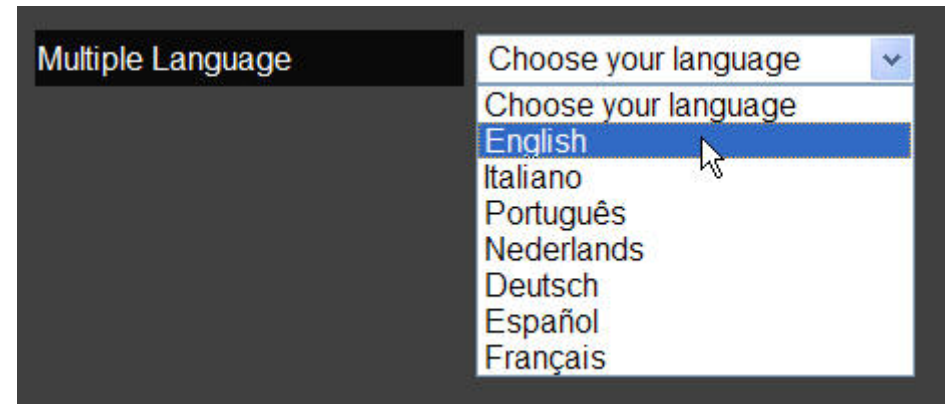 Multiple Language
Choose your language
Choose your language
English
Italiano
Português
Nederlands
Deutsch
Español
Français